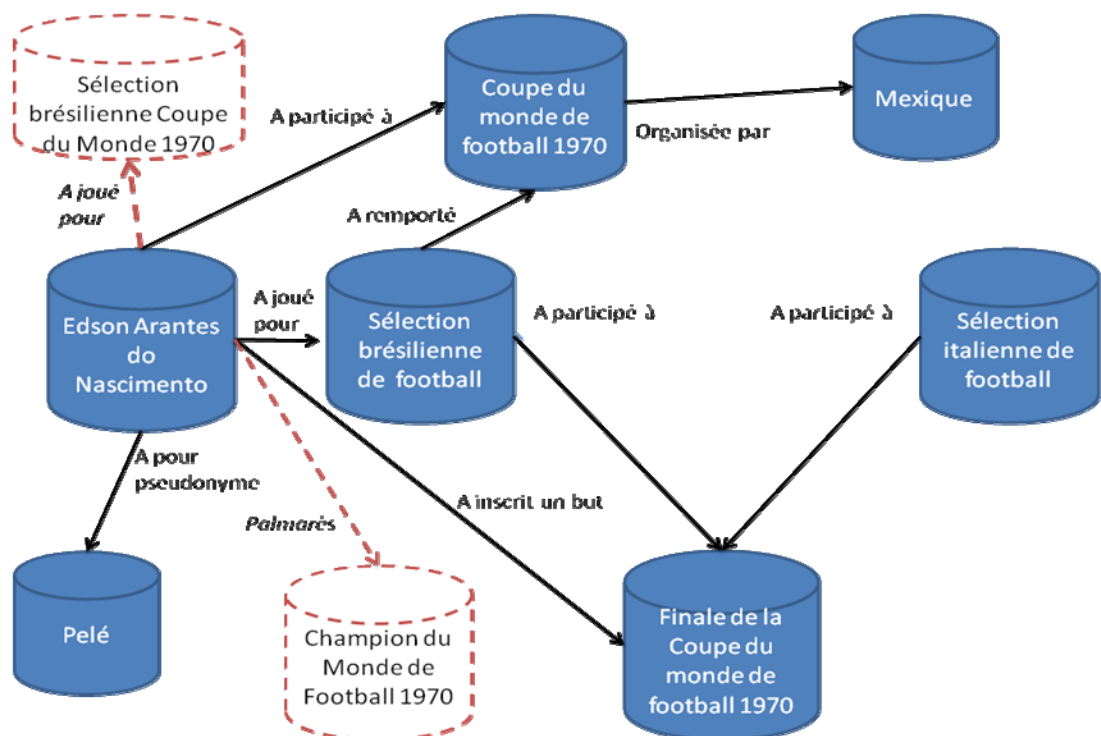 Sélection
brésilienne Coupe
du Monde 1970
A participé à
Coupe du
monde de
football 1970
Organisée par
Mexique
A joué
pour
A remporté
Edson Arantes
do
Nascimento
A joué
pour
Sélection
brésilienne
de football
A participé à
A participé à
Sélection
italienne de
football
A pour
pseudonyme
Palmarès
A inscrit un but
Pelé
Champion du
Monde de
Football 1970
Finale de la
Coupe du
monde de
football 1970